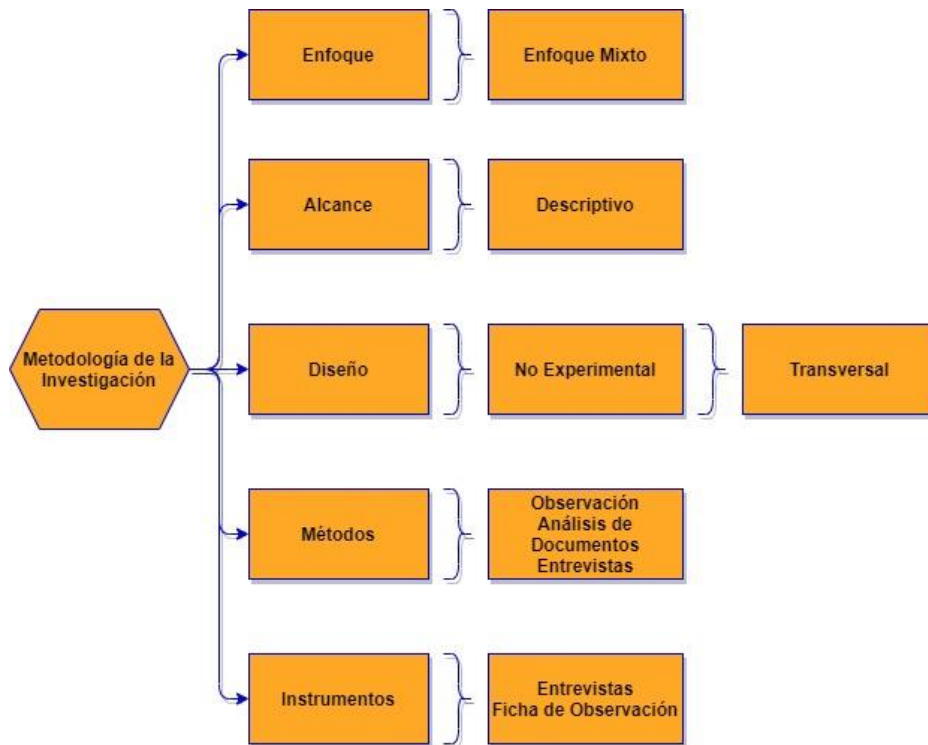 Enfoque
Enfoque Mixto
Alcance
Descriptivo
Metodología de la
Investigación
Diseño
No Experimental
Transversal
Métodos
Observación
Análisis de
Documentos
Entrevistas
Instrumentos
Entrevistas
Ficha de Observación